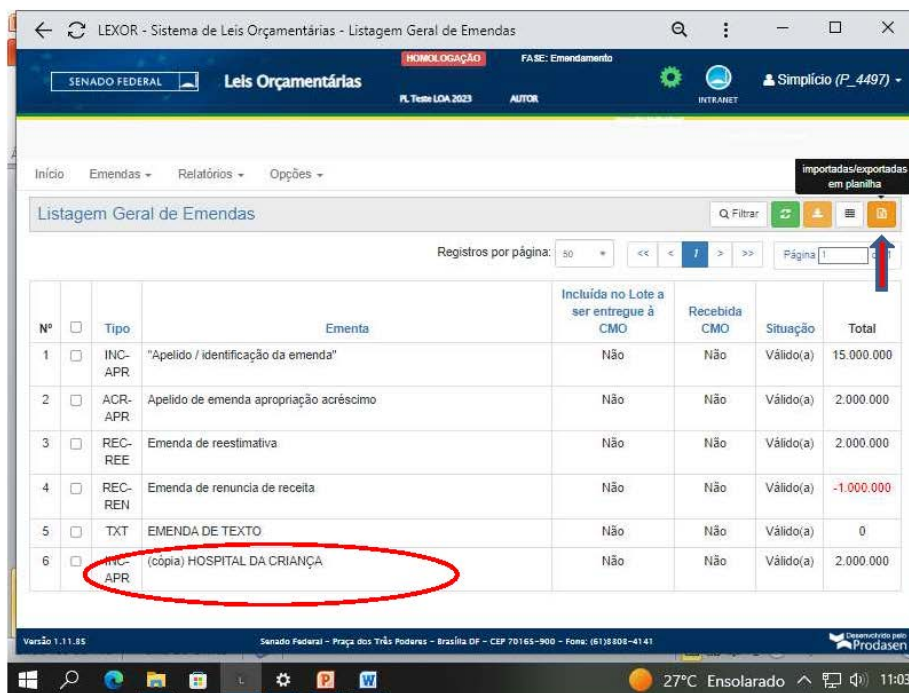 LEXOR - Sistema de Leis Orçamentárias - Listagem Geral de Emendas
SENADO FEDERAL
Leis Orçamentárias
HOMOLOGAÇÃO
FASE: Emendamento
PL Teste LOA 2023
AUTOR
INTRANET
Simplício (P_4497)
Início Emendas Relatórios Opções
importadas/exportadas
em planilha
Listagem Geral de Emendas
Filtrar
Registros por página: 50 << < 1 > >> Página 1
Nº Tipo Ementa Incluída no Lote a ser entregue à CMO Recebida CMO Situação Total
1 INC-APR "Apelido / identificação da emenda" Não Não Válido(a) 15.000.000
2 ACR-APR Apelido de emenda apropriação acréscimo Não Não Válido(a) 2.000.000
3 REC-REE Emenda de reestimativa Não Não Válido(a) 2.000.000
4 REC-REN Emenda de renuncia de receita Não Não Válido(a) -1.000.000
5 TXT EMENDA DE TEXTO Não Não Válido(a) 0
6 INC-APR (cópia) HOSPITAL DA CRIANÇA Não Não Válido(a) 2.000.000
Versão 1.11.85
Senado Federal - Praça dos Três Poderes - Brasília DF - CEP 70165-900 - Fone: (61)3303-4141
Desenvolvido pelo
Prodasen
27°C Ensolarado
11:03